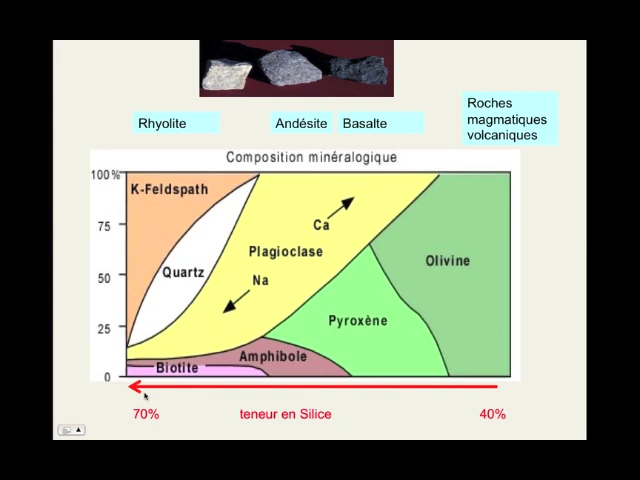 Rhyolite
Andésite
Basalte
Roches
magmatiques
volcaniques
Composition minéralogique
100%
K-Feldspath
75
Ca
Plagioclase
Olivine
Quartz
50
Na
Pyroxène
25
Amphibole
Biotite
0
70%
teneur en Silice
40%